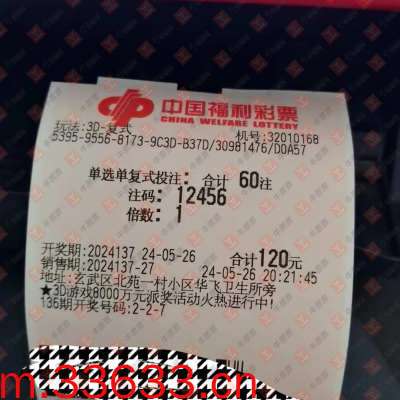 中国福利彩票
CHINA WELFARE LOTTERY
玩法:3D-复式
机号:32010168
5395-9556-8173-9C3D-B37D/30981476/D0A57
单选单复式投注: 合计 60注
注码: 12456
倍数: 1
开奖期:2024137 24-05-26 合计120元
销售期:2024137-27 24-05-26 20:21:45
地址:玄武区北苑一村小区华飞卫生所旁
★3D游戏8000万元派奖活动火热进行中!
136期开奖号码:2-2-7
m.33633.cn